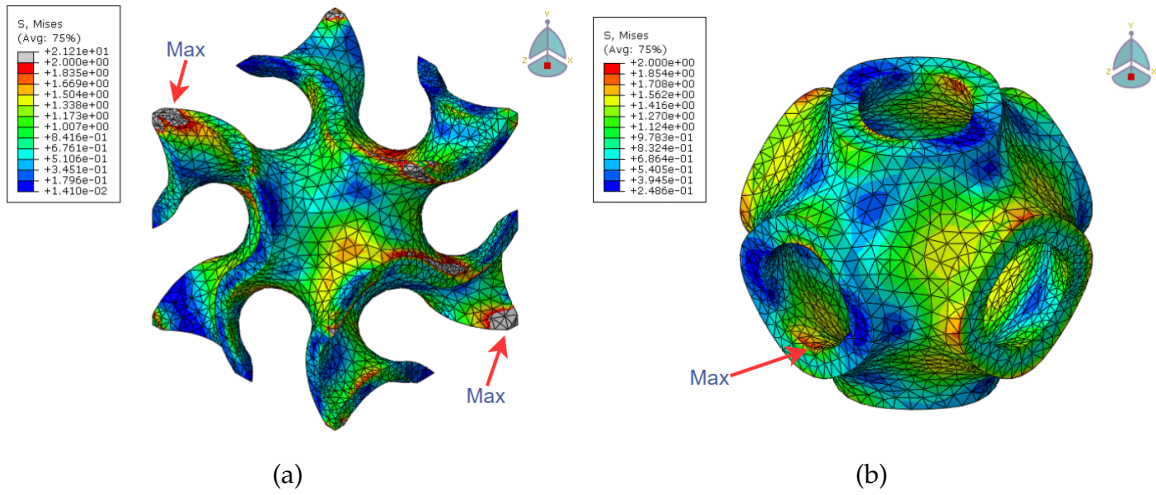 S, Mises
(Avg: 75%)
+2.121e+01
+2.000e+00
+1.835e+00
+1.669e+00
+1.504e+00
+1.338e+00
+1.173e+00
+1.007e+00
+8.416e-01
+6.761e-01
+5.106e-01
+3.451e-01
+1.796e-01
+1.410e-02
Max
Y
Z
X
Max
(a)
S, Mises
(Avg: 75%)
+2.000e+00
+1.854e+00
+1.708e+00
+1.562e+00
+1.416e+00
+1.270e+00
+1.124e+00
+9.783e-01
+8.324e-01
+6.864e-01
+5.405e-01
+3.945e-01
+2.486e-01
Y
Z
X
Max
(b)